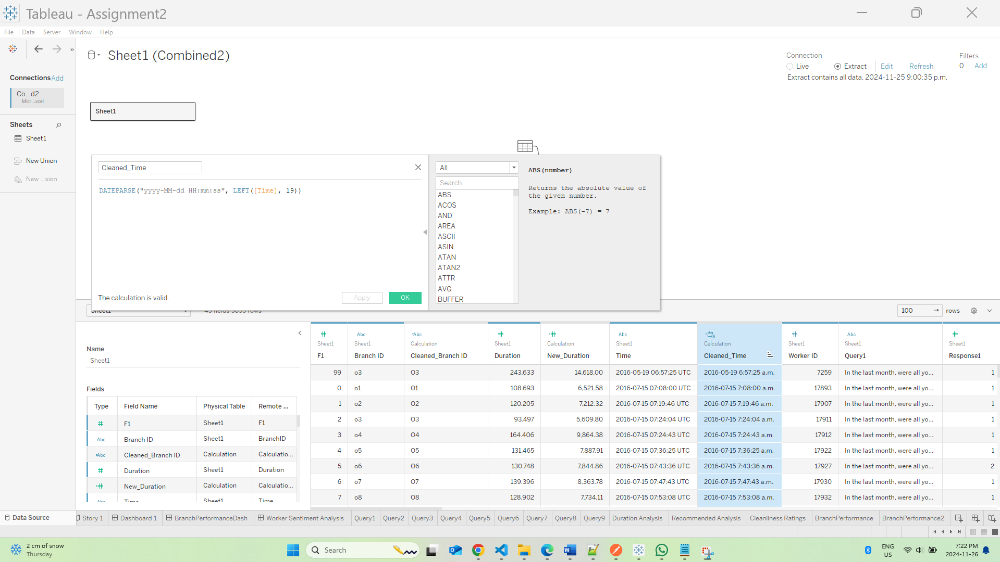 Tableau - Assignment2
File Data Server Window Help
»
Sheet1 (Combined2)
Connection
Live Extract Edit Refresh
Extract contains all data. 2024-11-25 9:00:35 p.m.
Filters
0 Add
Connections Add
Co...d2
Micr...xcel
Sheets
Sheet1
New Union
New ...sion
Sheet1
Cleaned_Time
DATEPARSE("yyyy-MM-dd HH:mm:ss", LEFT([Time], 19))
The calculation is valid.
Apply OK
All
Search
ABS
ACOS
AND
AREA
ASCII
ASIN
ATAN
ATAN2
ATTR
AVG
BUFFER
ABS(number)
Returns the absolute value of
the given number.
Example: ABS(-7) = 7
Sheet1 43 fields 3833 rows
100 rows
Name
Sheet1
Fields
Type Field Name Physical Table Remote ...
F1 Sheet1 F1
Abc Branch ID Sheet1 BranchID
=Abc Cleaned_Branch ID Calculation Calculatio...
Duration Sheet1 Duration
New_Duration Calculation Calculatio...
Abc Time Sheet1 Time
# Abc =Abc # =# Abc # Abc #
Sheet1 Sheet1 Calculation Sheet1 Calculation Sheet1 Calculation Sheet1 Sheet1 Sheet1
F1 Branch ID Cleaned_Branch ID Duration New_Duration Time Cleaned_Time Worker ID Query1 Response1
99 o3 O3 243.633 14,618.00 2016-05-19 06:57:25 UTC 2016-05-19 6:57:25 a.m. 7259 In the last month, were all yo... 1
0 o1 O1 108.693 6,521.58 2016-07-15 07:08:00 UTC 2016-07-15 7:08:00 a.m. 17893 In the last month, were all yo... 1
1 o2 O2 120.205 7,212.32 2016-07-15 07:19:46 UTC 2016-07-15 7:19:46 a.m. 17907 In the last month, were all yo... 1
2 o3 O3 93.497 5,609.80 2016-07-15 07:24:04 UTC 2016-07-15 7:24:04 a.m. 17911 In the last month, were all yo... 1
3 o4 O4 164.406 9,864.38 2016-07-15 07:24:43 UTC 2016-07-15 7:24:43 a.m. 17912 In the last month, were all yo... 1
4 o5 O5 131.465 7,887.91 2016-07-15 07:36:25 UTC 2016-07-15 7:36:25 a.m. 17922 In the last month, were all yo... 1
5 o6 O6 130.748 7,844.86 2016-07-15 07:43:36 UTC 2016-07-15 7:43:36 a.m. 17927 In the last month, were all yo... 2
6 o7 O7 139.396 8,363.78 2016-07-15 07:47:43 UTC 2016-07-15 7:47:43 a.m. 17930 In the last month, were all yo... 1
7 o8 O8 128.902 7,734.11 2016-07-15 07:53:08 UTC 2016-07-15 7:53:08 a.m. 17932 In the last month, were all yo... 1
Data Source Story 1 Dashboard 1 BranchPerformanceDash Worker Sentiment Analysis Query1 Query2 Query3 Query4 Query5 Query6 Query7 Query8 Query9 Duration Analysis Recommended Analysis Cleanliness Ratings BranchPerformance BranchPerformance2
2 cm of snow
Thursday
Search
ENG
US
7:22 PM
2024-11-26